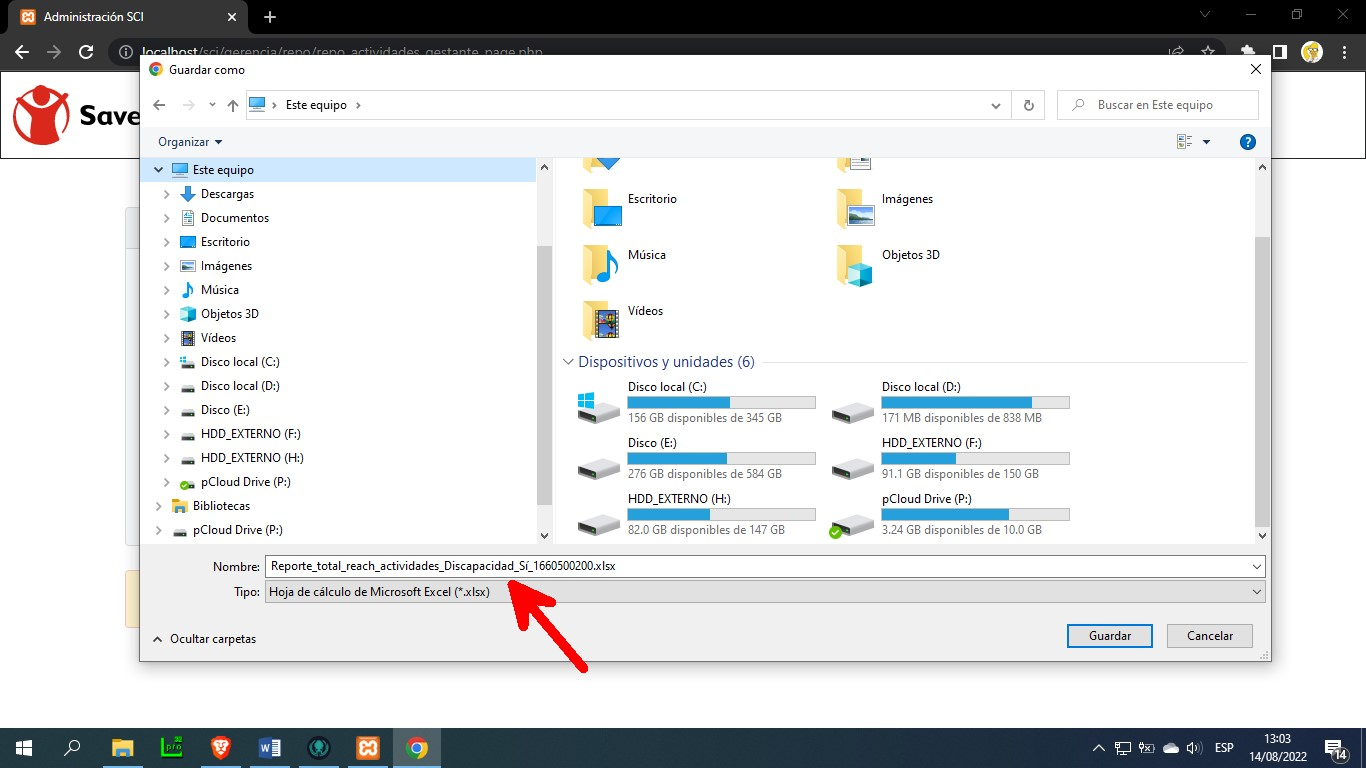 Administración SCI
localhost/sci/gerencia/repo/repo_actividades_gestante_page.php
Save
Guardar como
Este equipo
Buscar en Este equipo
Organizar
Este equipo
Descargas
Documentos
Escritorio
Imágenes
Música
Objetos 3D
Vídeos
Disco local (C:)
Disco local (D:)
Disco (E:)
HDD_EXTERNO (F:)
HDD_EXTERNO (H:)
pCloud Drive (P:)
Bibliotecas
pCloud Drive (P:)
Escritorio
Imágenes
Música
Objetos 3D
Vídeos
Dispositivos y unidades (6)
Disco local (C:)
156 GB disponibles de 345 GB
Disco local (D:)
171 MB disponibles de 838 MB
Disco (E:)
276 GB disponibles de 584 GB
HDD_EXTERNO (F:)
91.1 GB disponibles de 150 GB
HDD_EXTERNO (H:)
82.0 GB disponibles de 147 GB
pCloud Drive (P:)
3.24 GB disponibles de 10.0 GB
Nombre: Reporte_total_reach_actividades_Discapacidad_Sí_1660500200.xlsx
Tipo: Hoja de cálculo de Microsoft Excel (*.xlsx)
Ocultar carpetas
Guardar
Cancelar
ESP
13:03
14/08/2022
14